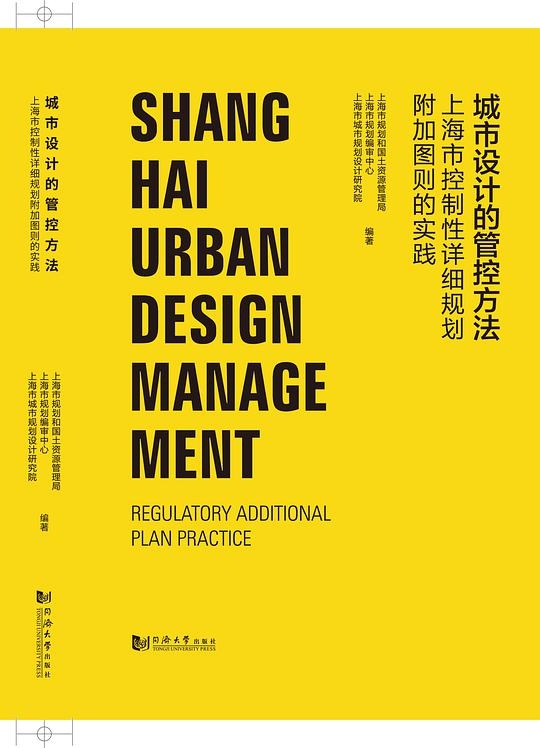 城市设计的管控方法
上海市控制性详细规划附加图则的实践
上海市规划和国土资源管理局
上海市规划编审中心
上海市城市规划设计研究院
编著
同济大学出版社
TONGJI UNIVERSITY PRESS
SHANG
HAI
URBAN
DESIGN
MANAGE
MENT
REGULATORY ADDITIONAL
PLAN PRACTICE
同济大学出版社
TONGJI UNIVERSITY PRESS
城市设计的管控方法
上海市控制性详细规划
附加图则的实践
上海市规划和国土资源管理局
上海市规划编审中心
上海市城市规划设计研究院
编著